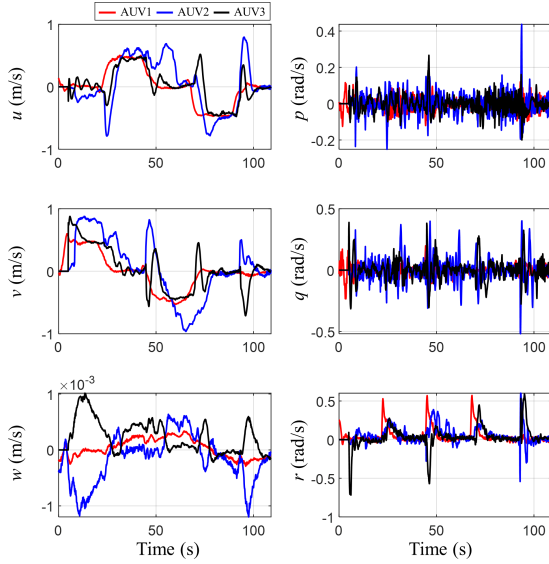 AUV1 AUV2 AUV3
1
0
-1
u (m/s)
0 50 100
0.4
0.2
0
-0.2
p (rad/s)
0 50 100
1
0
-1
v (m/s)
0 50 100
0.5
0
-0.5
q (rad/s)
0 50 100
×10⁻³
1
0
-1
w (m/s)
0 50 100
Time (s)
0.5
0
-0.5
-1
r (rad/s)
0 50 100
Time (s)